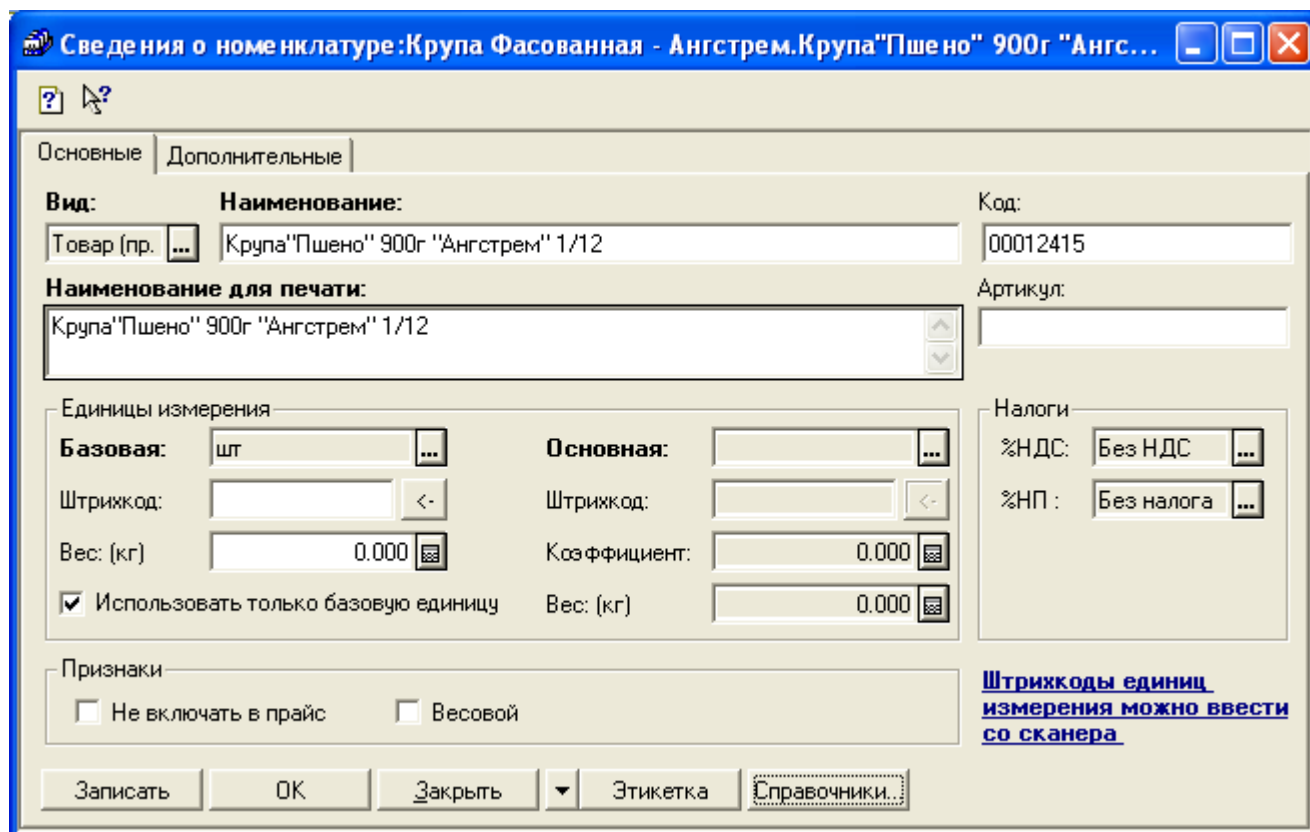 Сведения о номенклатуре:Крупа Фасованная - Ангстрем.Крупа"Пшено" 900г "Ангс...
Основные Дополнительные
Вид: Наименование: Код:
Товар (пр. ... Крупа"Пшено" 900г "Ангстрем" 1/12 00012415
Наименование для печати: Артикул:
Крупа"Пшено" 900г "Ангстрем" 1/12
Единицы измерения Налоги
Базовая: шт ... Основная: ... %НДС: Без НДС ...
Штрихкод: <- Штрихкод: <- %НП : Без налога ...
Вес: (кг) 0.000 Коэффициент: 0.000
Использовать только базовую единицу Вес: (кг) 0.000
Признаки
Не включать в прайс Весовой
Штрихкоды единиц
измерения можно ввести
со сканера
Записать OK Закрыть Этикетка Справочники...